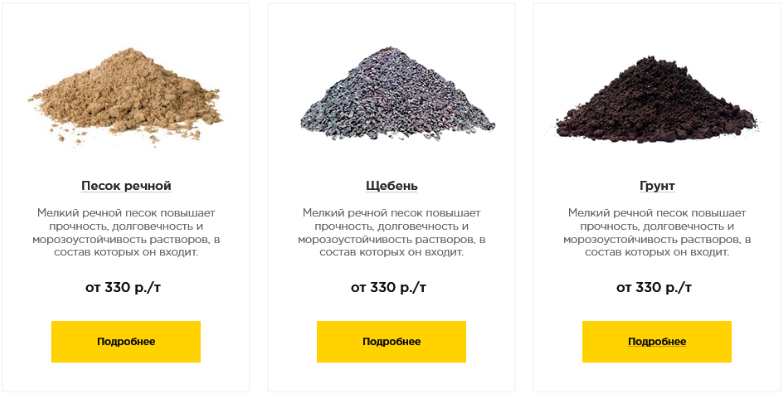 Песок речной
Мелкий речной песок повышает
прочность, долговечность и
морозоустойчивость растворов, в
состав которых он входит.
от 330 р./т
Подробнее
Щебень
Мелкий речной песок повышает
прочность, долговечность и
морозоустойчивость растворов, в
состав которых он входит.
от 330 р./т
Подробнее
Грунт
Мелкий речной песок повышает
прочность, долговечность и
морозоустойчивость растворов, в
состав которых он входит.
от 330 р./т
Подробнее